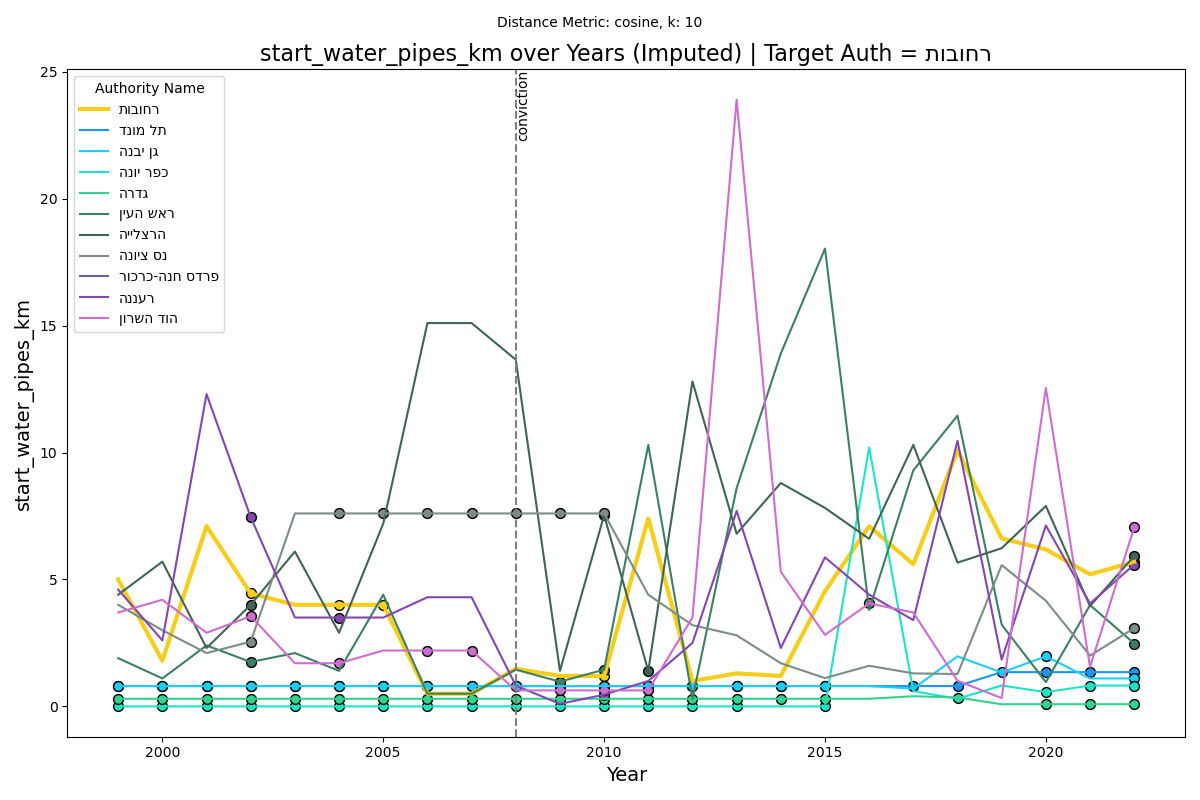 Distance Metric: cosine, k: 10
start_water_pipes_km over Years (Imputed) | Target Auth = רחובות
25
20
15
10
5
0
start_water_pipes_km
Authority Name
רחובות
תל מונד
גן יבנה
כפר יונה
גדרה
ראש העין
הרצלייה
נס ציונה
פרדס חנה-כרכור
רעננה
הוד השרון
conviction
2000
2005
2010
2015
2020
Year